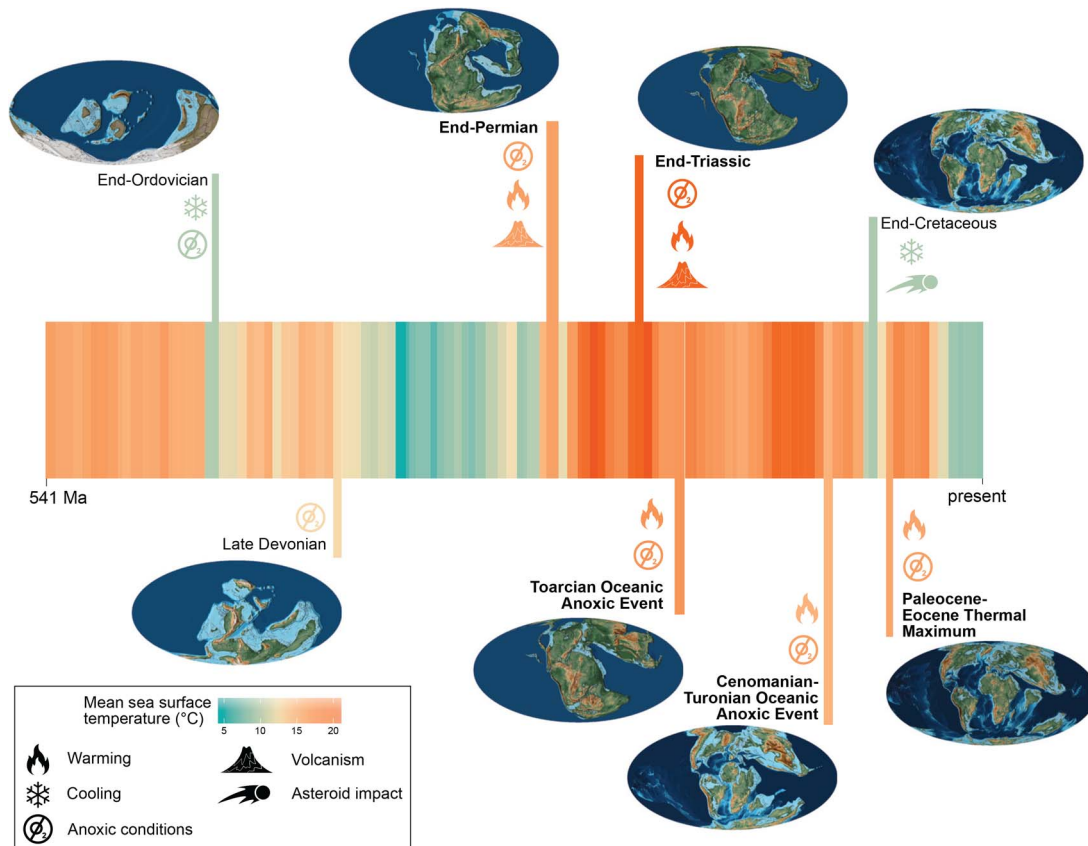 End-Ordovician
End-Permian
End-Triassic
End-Cretaceous
541 Ma
present
Late Devonian
Toarcian Oceanic
Anoxic Event
Cenomanian-
Turonian Oceanic
Anoxic Event
Paleocene-
Eocene Thermal
Maximum
Mean sea surface
temperature (°C)
5 10 15 20
Warming
Volcanism
Cooling
Asteroid impact
Anoxic conditions